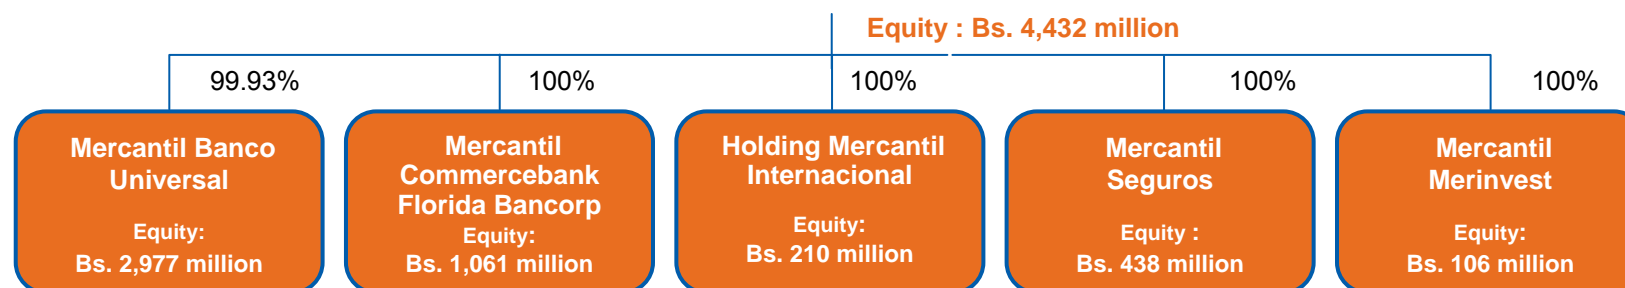 Equity : Bs. 4,432 million
99.93%
100%
100%
100%
100%
Mercantil Banco
Universal
Equity:
Bs. 2,977 million
Mercantil
Commercebank
Florida Bancorp
Equity:
Bs. 1,061 million
Holding Mercantil
Internacional
Equity:
Bs. 210 million
Mercantil
Seguros
Equity :
Bs. 438 million
Mercantil
Merinvest
Equity:
Bs. 106 million